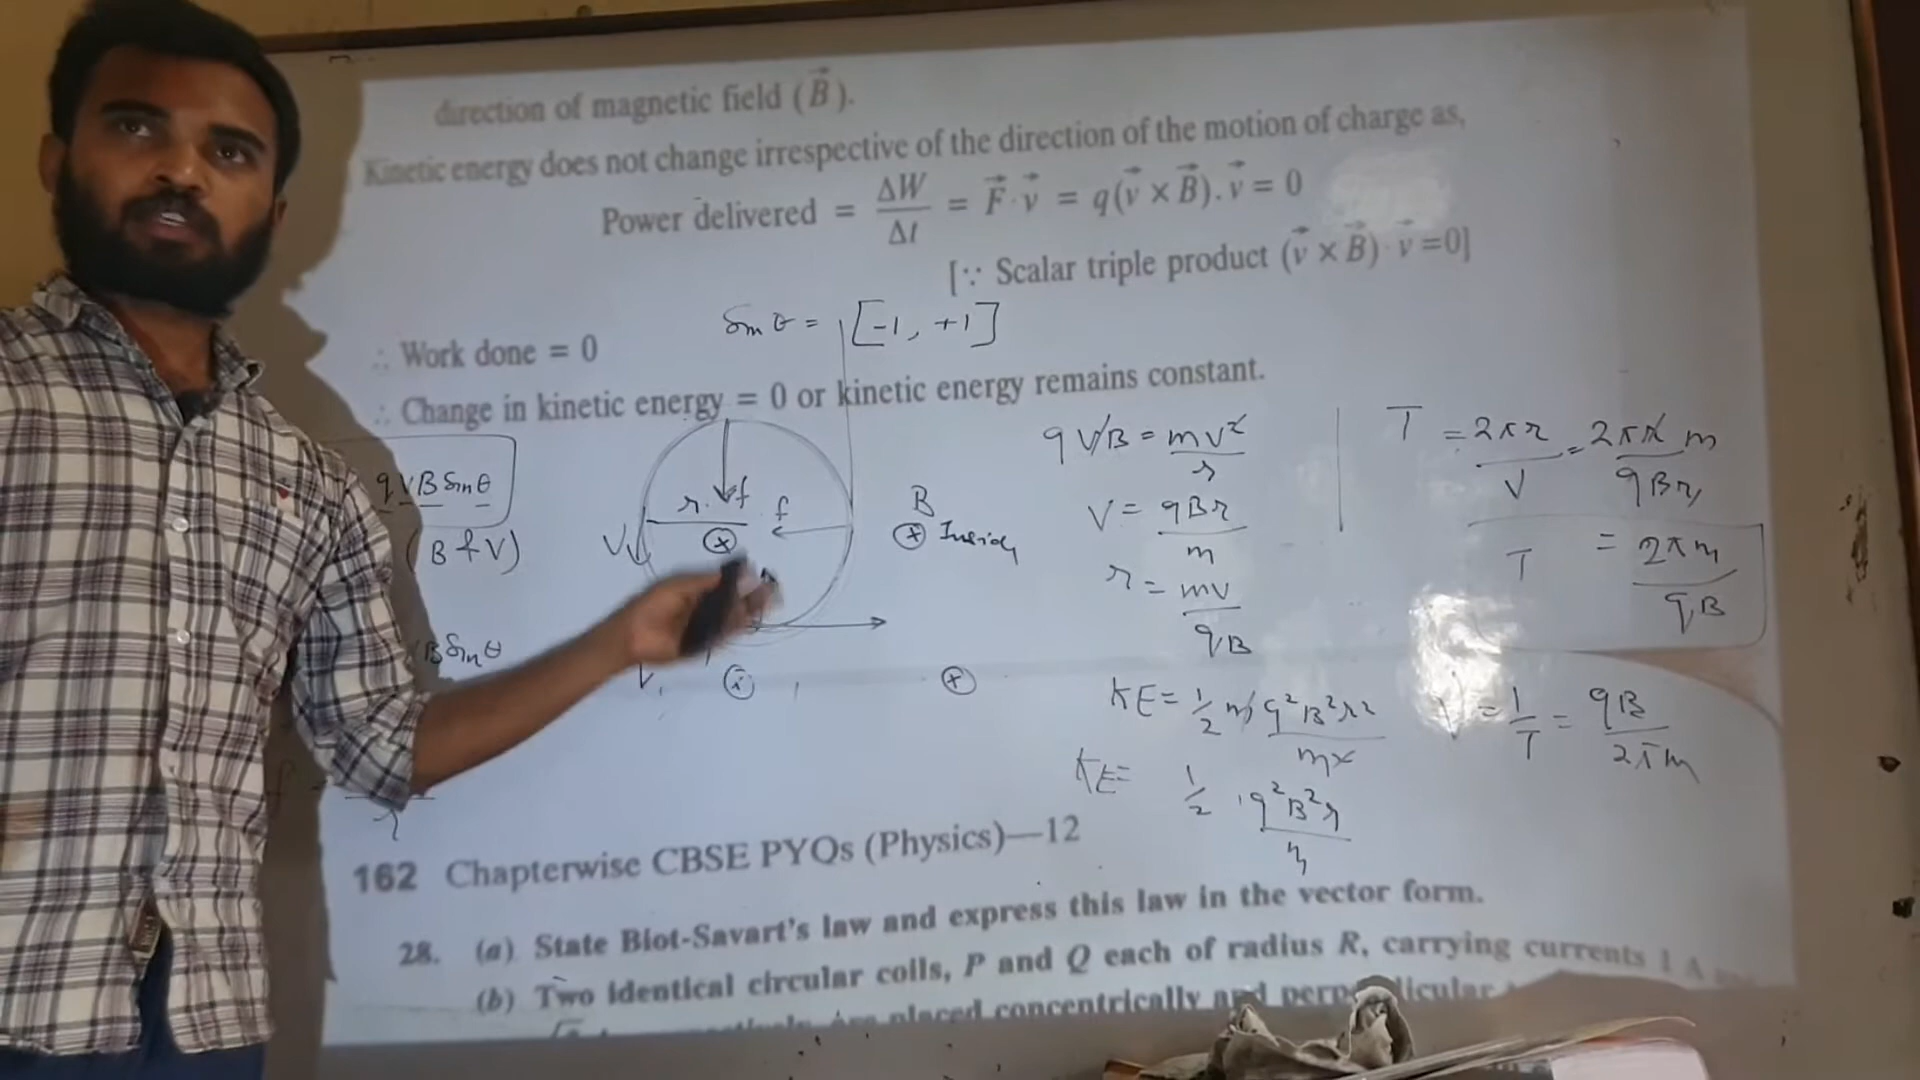 direction of magnetic field (B⃗).
Kinetic energy does not change irrespective of the direction of the motion of charge as,
Power delivered = ΔW/Δt = F⃗·v⃗ = q(v⃗ × B⃗).v⃗ = 0
[∵ Scalar triple product (v⃗ × B⃗)·v⃗ =0]
Sin θ = [-1, +1]
∴ Work done = 0
∴ Change in kinetic energy = 0 or kinetic energy remains constant.
qVB = mv²/r
T = 2πr/V = 2πr m/qBr
qVB Sin θ
r. f
f
B
V = qBr/m
(B & V)
V
Inside
T = 2πm/qB
r = mv/qB
B Sin θ
KE = 1/2 m q²B²r²/m²
ν = 1/T = qB/2πm
KE = 1/2 q²B²r/m
162 Chapterwise CBSE PYQs (Physics)—12
28. (a) State Biot-Savart's law and express this law in the vector form.
(b) Two identical circular coils, P and Q each of radius R, carrying currents 1 A
placed concentrically and